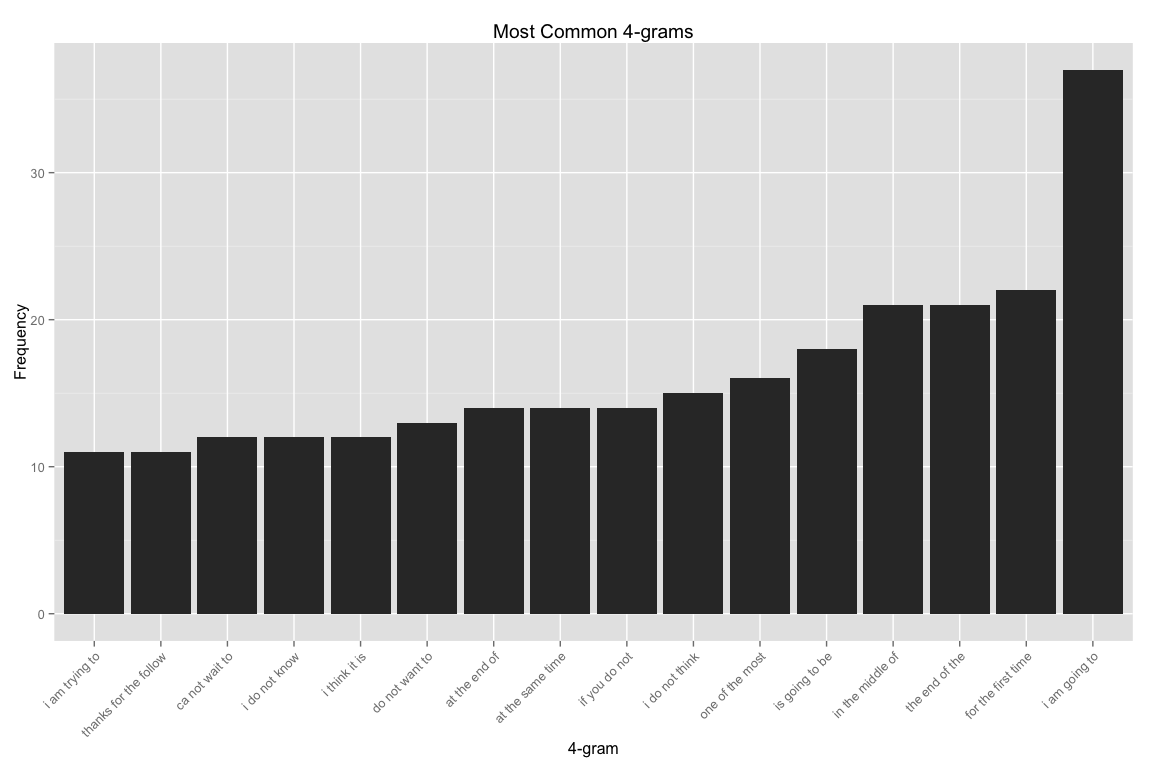 Most Common 4-grams
Frequency
30
20
10
0
i am trying to
thanks for the follow
ca not wait to
i do not know
i think it is
do not want to
at the end of
at the same time
if you do not
i do not think
one of the most
is going to be
in the middle of
the end of the
for the first time
i am going to
4-gram